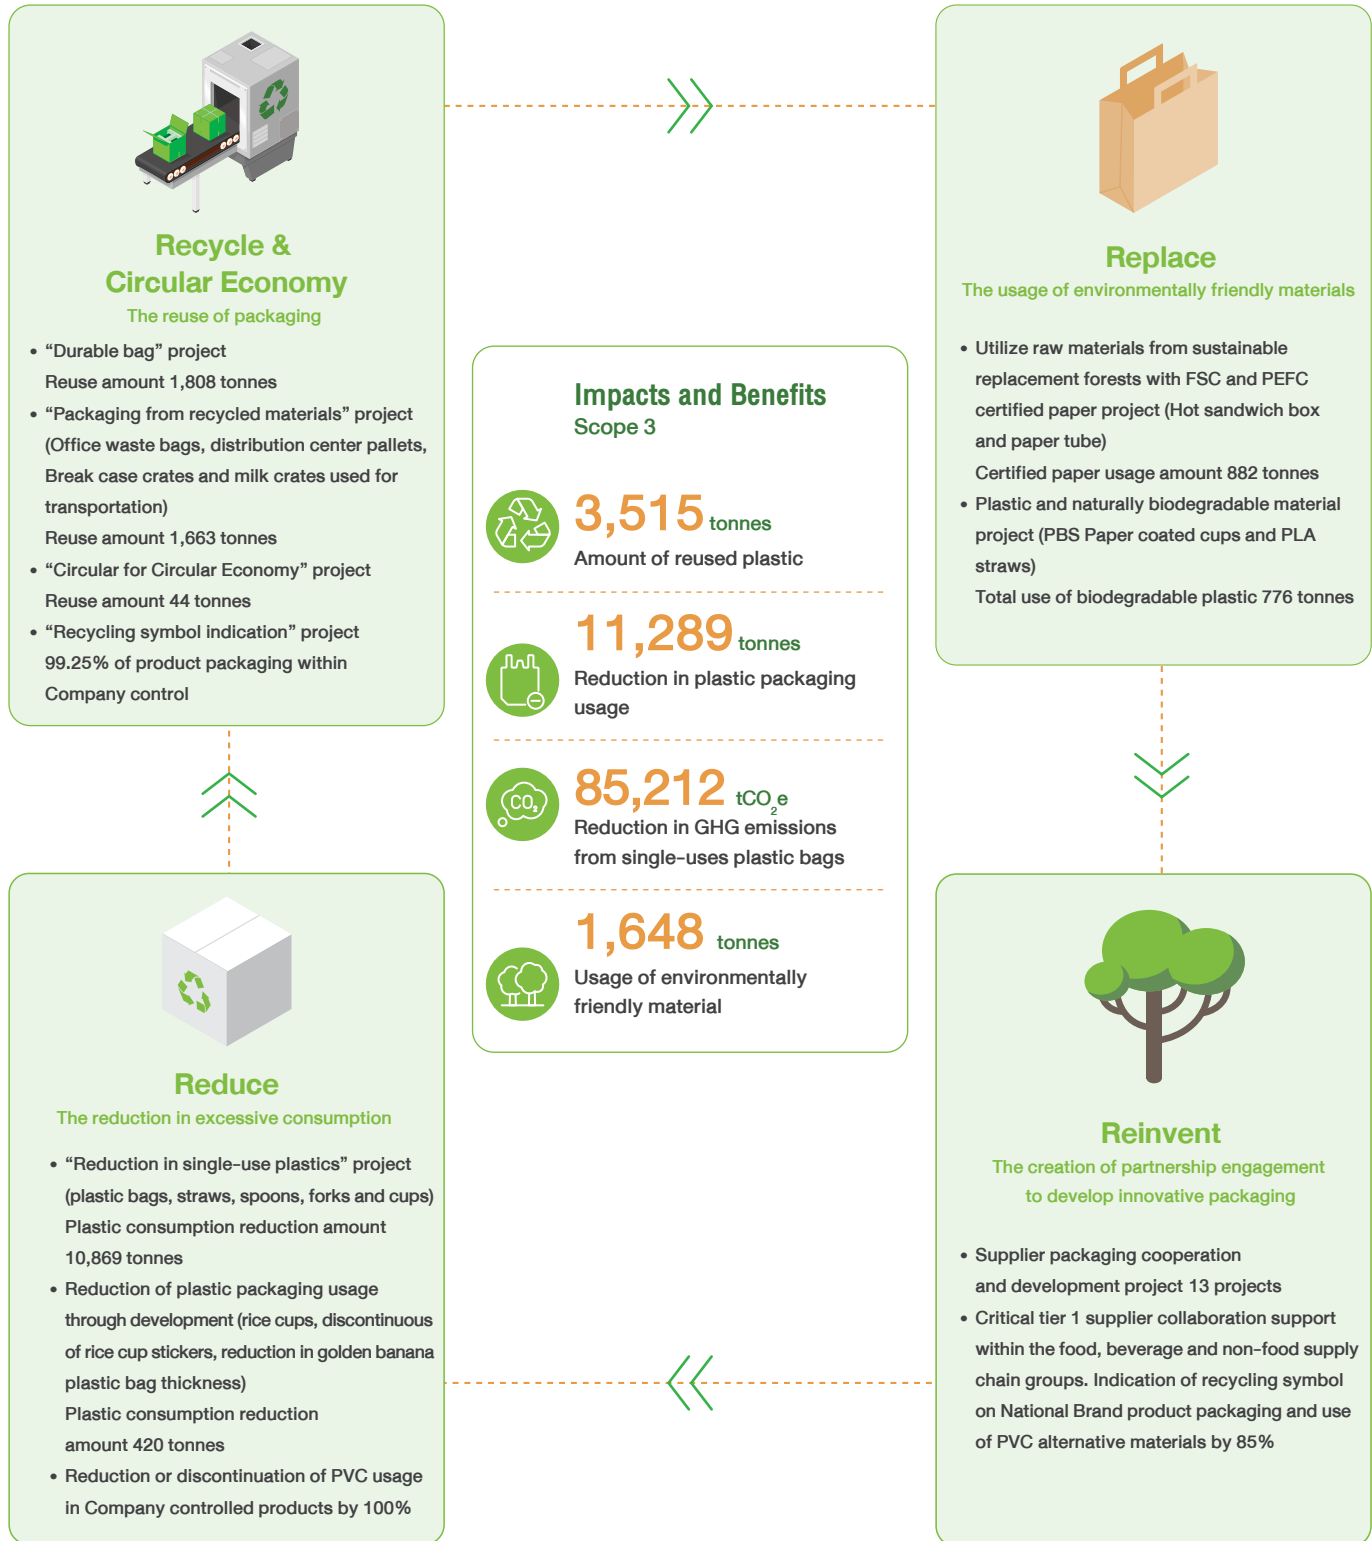 Recycle &
Circular Economy
The reuse of packaging
• “Durable bag” project
Reuse amount 1,808 tonnes
• “Packaging from recycled materials” project
(Office waste bags, distribution center pallets,
Break case crates and milk crates used for
transportation)
Reuse amount 1,663 tonnes
• “Circular for Circular Economy” project
Reuse amount 44 tonnes
• “Recycling symbol indication” project
99.25% of product packaging within
Company control
Replace
The usage of environmentally friendly materials
• Utilize raw materials from sustainable
replacement forests with FSC and PEFC
certified paper project (Hot sandwich box
and paper tube)
Certified paper usage amount 882 tonnes
• Plastic and naturally biodegradable material
project (PBS Paper coated cups and PLA
straws)
Total use of biodegradable plastic 776 tonnes
Impacts and Benefits
Scope 3
3,515 tonnes
Amount of reused plastic
11,289 tonnes
Reduction in plastic packaging
usage
CO₂
85,212 tCO₂e
Reduction in GHG emissions
from single-uses plastic bags
1,648 tonnes
Usage of environmentally
friendly material
Reduce
The reduction in excessive consumption
• “Reduction in single-use plastics” project
(plastic bags, straws, spoons, forks and cups)
Plastic consumption reduction amount
10,869 tonnes
• Reduction of plastic packaging usage
through development (rice cups, discontinuous
of rice cup stickers, reduction in golden banana
plastic bag thickness)
Plastic consumption reduction
amount 420 tonnes
• Reduction or discontinuation of PVC usage
in Company controlled products by 100%
Reinvent
The creation of partnership engagement
to develop innovative packaging
• Supplier packaging cooperation
and development project 13 projects
• Critical tier 1 supplier collaboration support
within the food, beverage and non-food supply
chain groups. Indication of recycling symbol
on National Brand product packaging and use
of PVC alternative materials by 85%